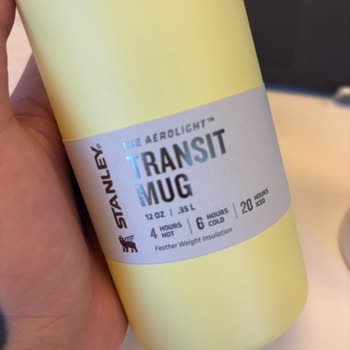 STANLEY
THE AEROLIGHT™
TRANSIT
MUG
12 OZ | .35 L
4 HOURS HOT | 6 HOURS COLD | 20 HOURS ICED
Feather Weight Insulation